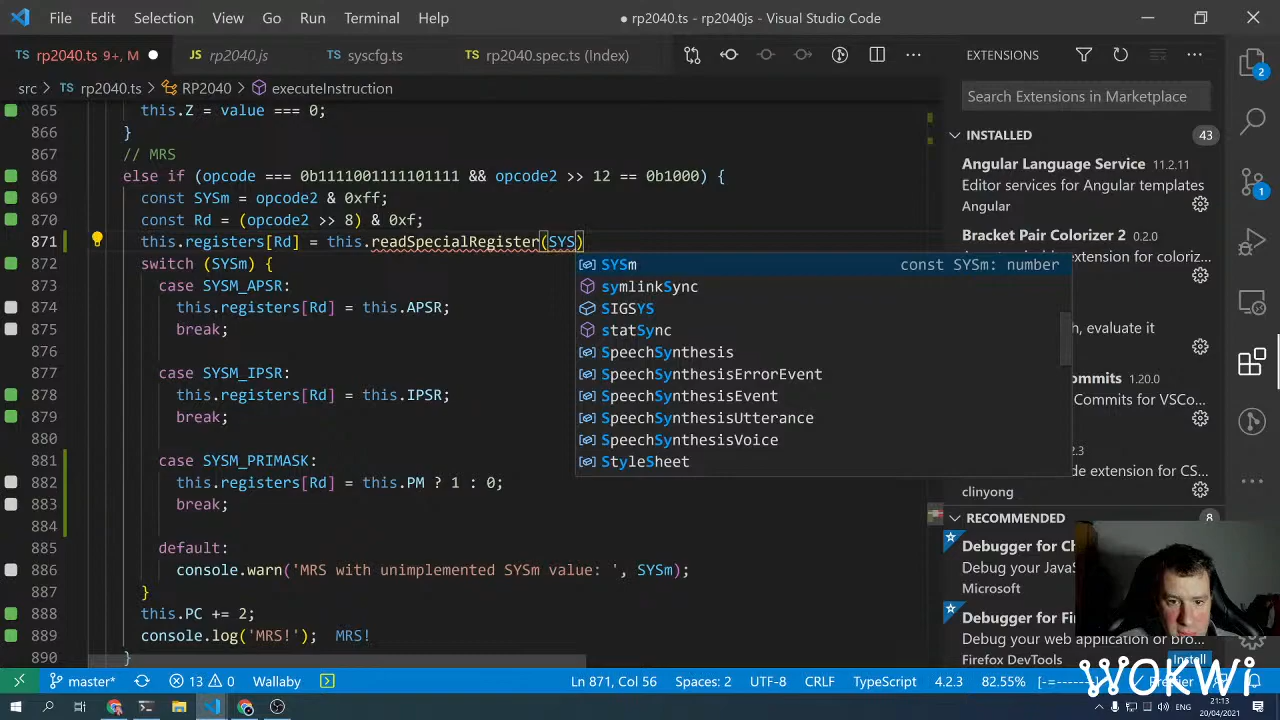 File Edit Selection View Go Run Terminal Help
● rp2040.ts - rp2040js - Visual Studio Code
TS rp2040.ts 9+, M ●
JS rp2040.js
TS syscfg.ts
TS rp2040.spec.ts (Index)
EXTENSIONS
src > TS rp2040.ts > RP2040 > executeInstruction
Search Extensions in Marketplace
865 this.Z = value === 0;
866 }
867 // MRS
868 else if (opcode === 0b1111001111101111 && opcode2 >> 12 == 0b1000) {
869 const SYSm = opcode2 & 0xff;
870 const Rd = (opcode2 >> 8) & 0xf;
871 this.registers[Rd] = this.readSpecialRegister(SYS)
872 switch (SYSm) {
873 case SYSM_APSR:
874 this.registers[Rd] = this.APSR;
875 break;
876
877 case SYSM_IPSR:
878 this.registers[Rd] = this.IPSR;
879 break;
880
881 case SYSM_PRIMASK:
882 this.registers[Rd] = this.PM ? 1 : 0;
883 break;
884
885 default:
886 console.warn('MRS with unimplemented SYSm value: ', SYSm);
887 }
888 this.PC += 2;
889 console.log('MRS!'); MRS!
890 }
SYSm const SYSm: number
symlinkSync
SIGSYS
statSync
SpeechSynthesis
SpeechSynthesisErrorEvent
SpeechSynthesisEvent
SpeechSynthesisUtterance
SpeechSynthesisVoice
StyleSheet
INSTALLED 43
Angular Language Service 11.2.11
Editor services for Angular templates
Angular
Bracket Pair Colorizer 2 0.2.0
extension for coloriz
t, evaluate it
ommits 1.20.0
Commits for VSCo
de extension for CS
clinyong
RECOMMENDED 8
Debugger for Ch
Debug your JavaS
Microsoft
Debugger for Fir
Debug your web application or brow
Firefox DevTools
Install
2
1
WOKWI
master* 13 0 Wallaby
Ln 871, Col 56 Spaces: 2 UTF-8 CRLF TypeScript 4.2.3 82.55% [-=-------] Prettier
ENG
21:13
20/04/2021